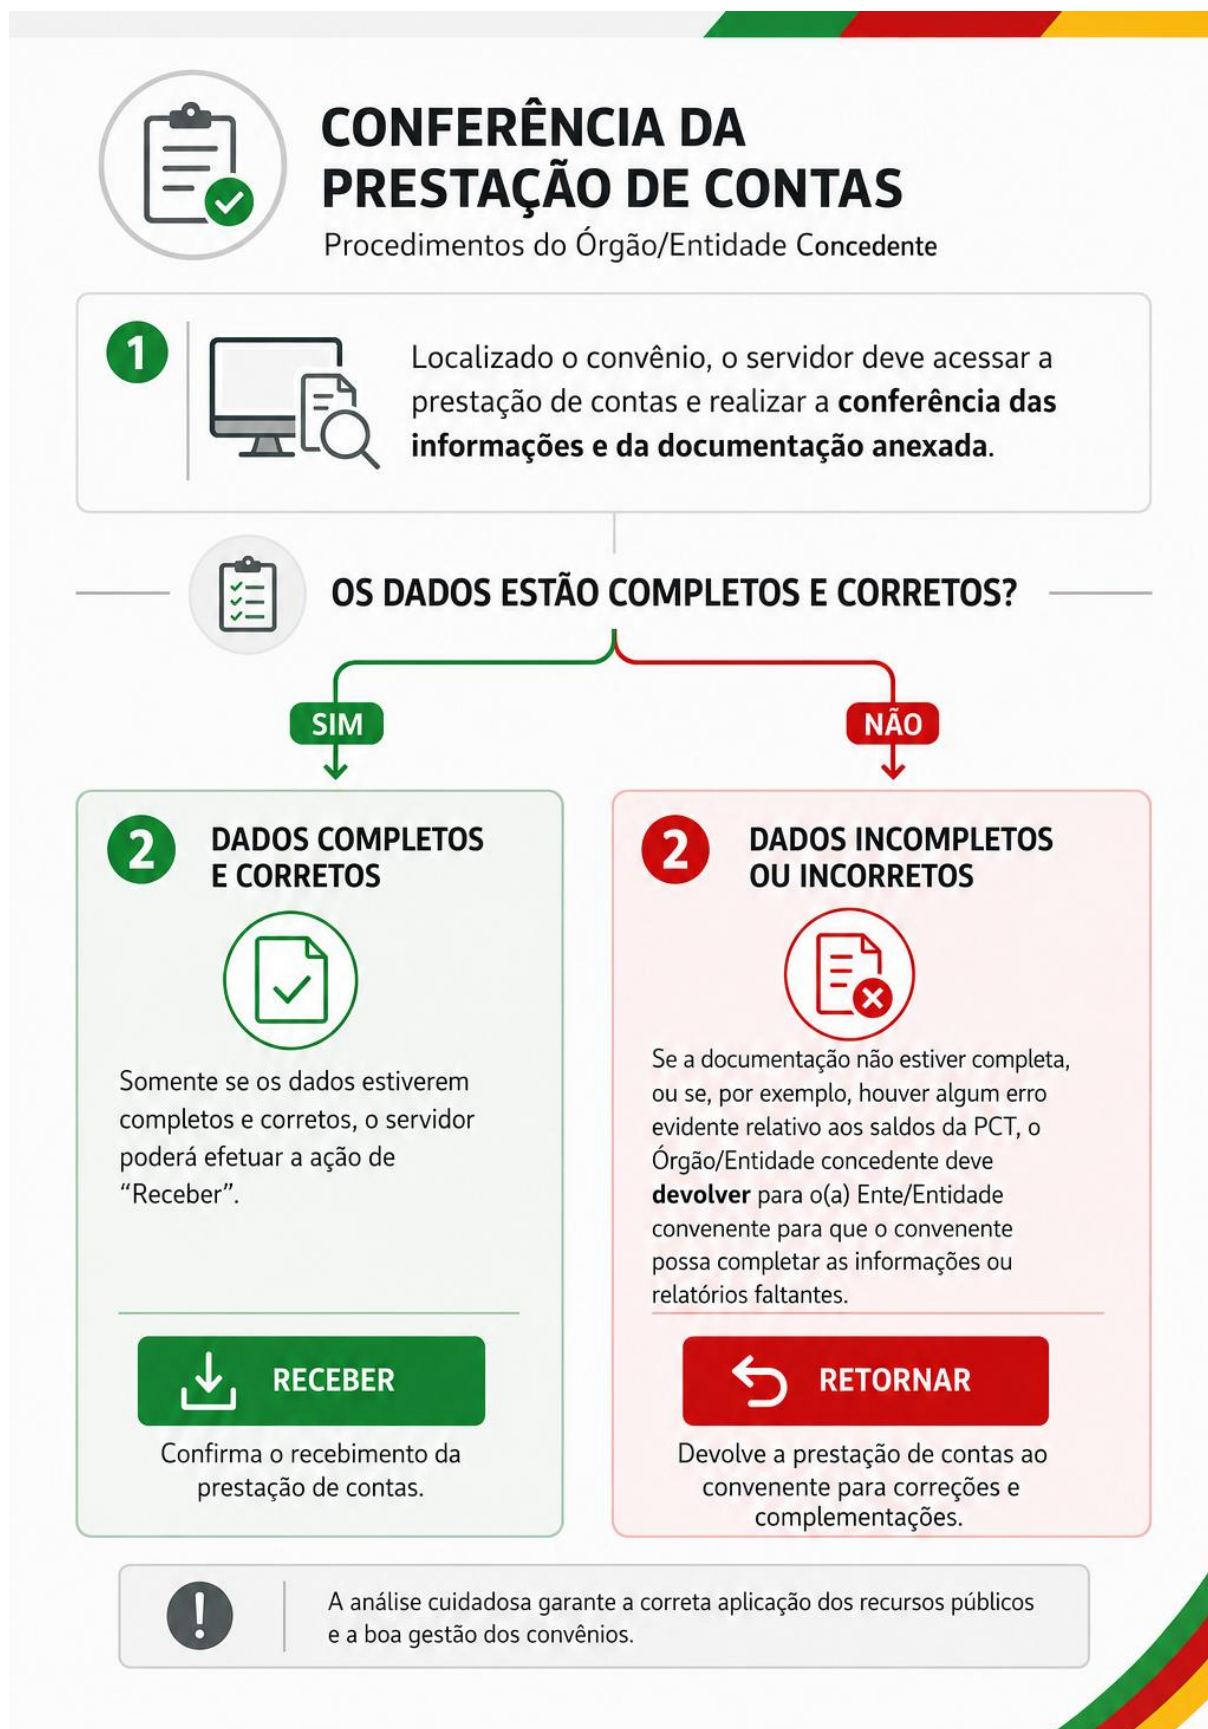 CONFERÊNCIA DA
PRESTAÇÃO DE CONTAS
Procedimentos do Órgão/Entidade Concedente
1
Localizado o convênio, o servidor deve acessar a
prestação de contas e realizar a conferência das
informações e da documentação anexada.
OS DADOS ESTÃO COMPLETOS E CORRETOS?
SIM
NÃO
2
DADOS COMPLETOS
E CORRETOS
Somente se os dados estiverem
completos e corretos, o servidor
poderá efetuar a ação de
“Receber”.
RECEBER
Confirma o recebimento da
prestação de contas.
2
DADOS INCOMPLETOS
OU INCORRETOS
Se a documentação não estiver completa,
ou se, por exemplo, houver algum erro
evidente relativo aos saldos da PCT, o
Órgão/Entidade concedente deve
devolver para o(a) Ente/Entidade
convenente para que o convenente
possa completar as informações ou
relatórios faltantes.
RETORNAR
Devolve a prestação de contas ao
convenente para correções e
complementações.
A análise cuidadosa garante a correta aplicação dos recursos públicos
e a boa gestão dos convênios.